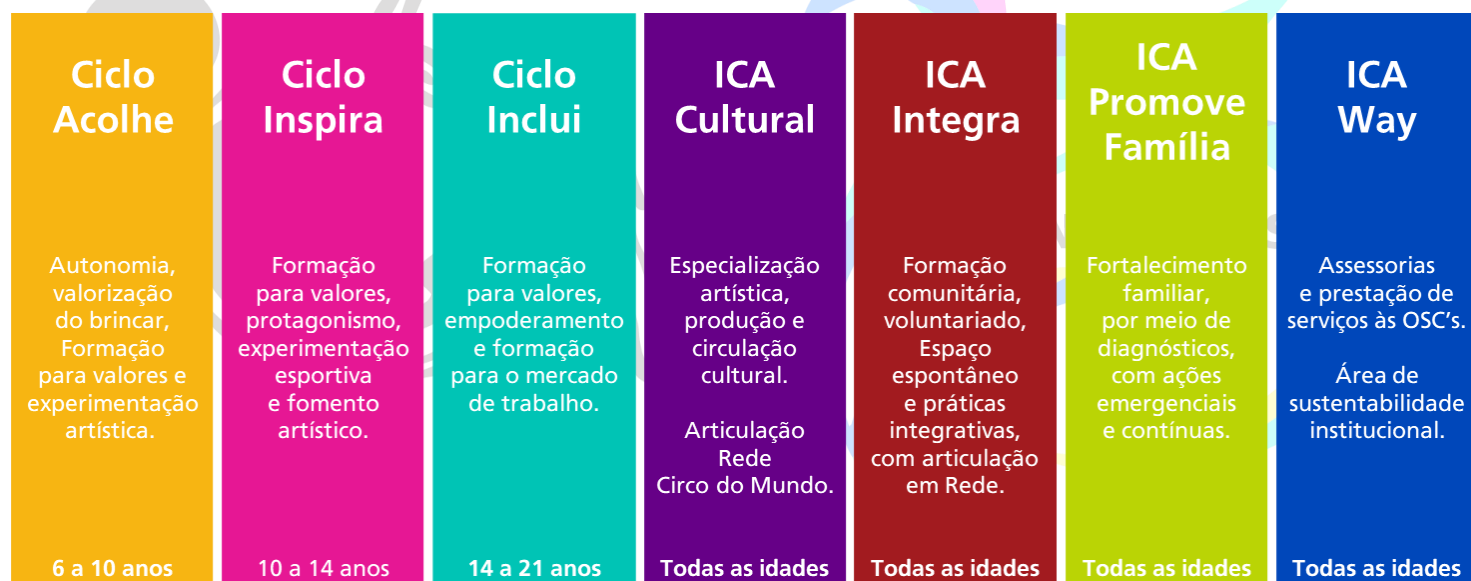 Ciclo
Acolhe
Autonomia,
valorização
do brincar,
Formação
para valores e
experimentação
artística.
6 a 10 anos
Ciclo
Inspira
Formação
para valores,
protagonismo,
experimentação
esportiva
e fomento
artístico.
10 a 14 anos
Ciclo
Inclui
Formação
para valores,
empoderamento
e formação
para o mercado
de trabalho.
14 a 21 anos
ICA
Cultural
Especialização
artística,
produção e
circulação
cultural.
Articulação
Rede
Circo do Mundo.
Todas as idades
ICA
Integra
Formação
comunitária,
voluntariado,
Espaço
espontâneo
e práticas
integrativas,
com articulação
em Rede.
Todas as idades
ICA
Promove
Família
Fortalecimento
familiar,
por meio de
diagnósticos,
com ações
emergenciais
e contínuas.
Todas as idades
ICA
Way
Assessorias
e prestação de
serviços às OSC's.
Área de
sustentabilidade
institucional.
Todas as idades